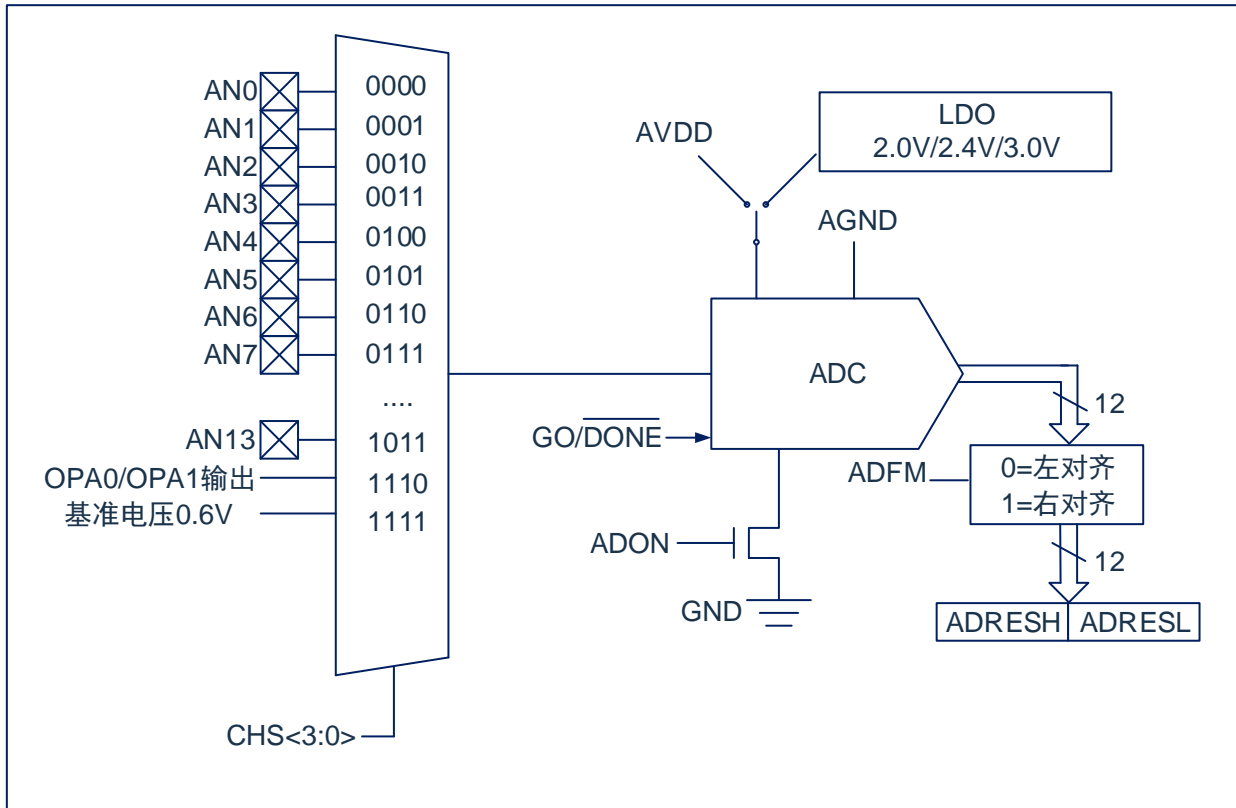 AN0 0000
AN1 0001
AN2 0010
AN3 0011
AN4 0100
AN5 0101
AN6 0110
AN7 0111
....
AN13 1011
OPA0/OPA1输出 1110
基准电压0.6V 1111
CHS<3:0>
AVDD
LDO
2.0V/2.4V/3.0V
AGND
ADC
GO/DONE
12
ADFM
0=左对齐
1=右对齐
ADON
12
GND
ADRESH ADRESL